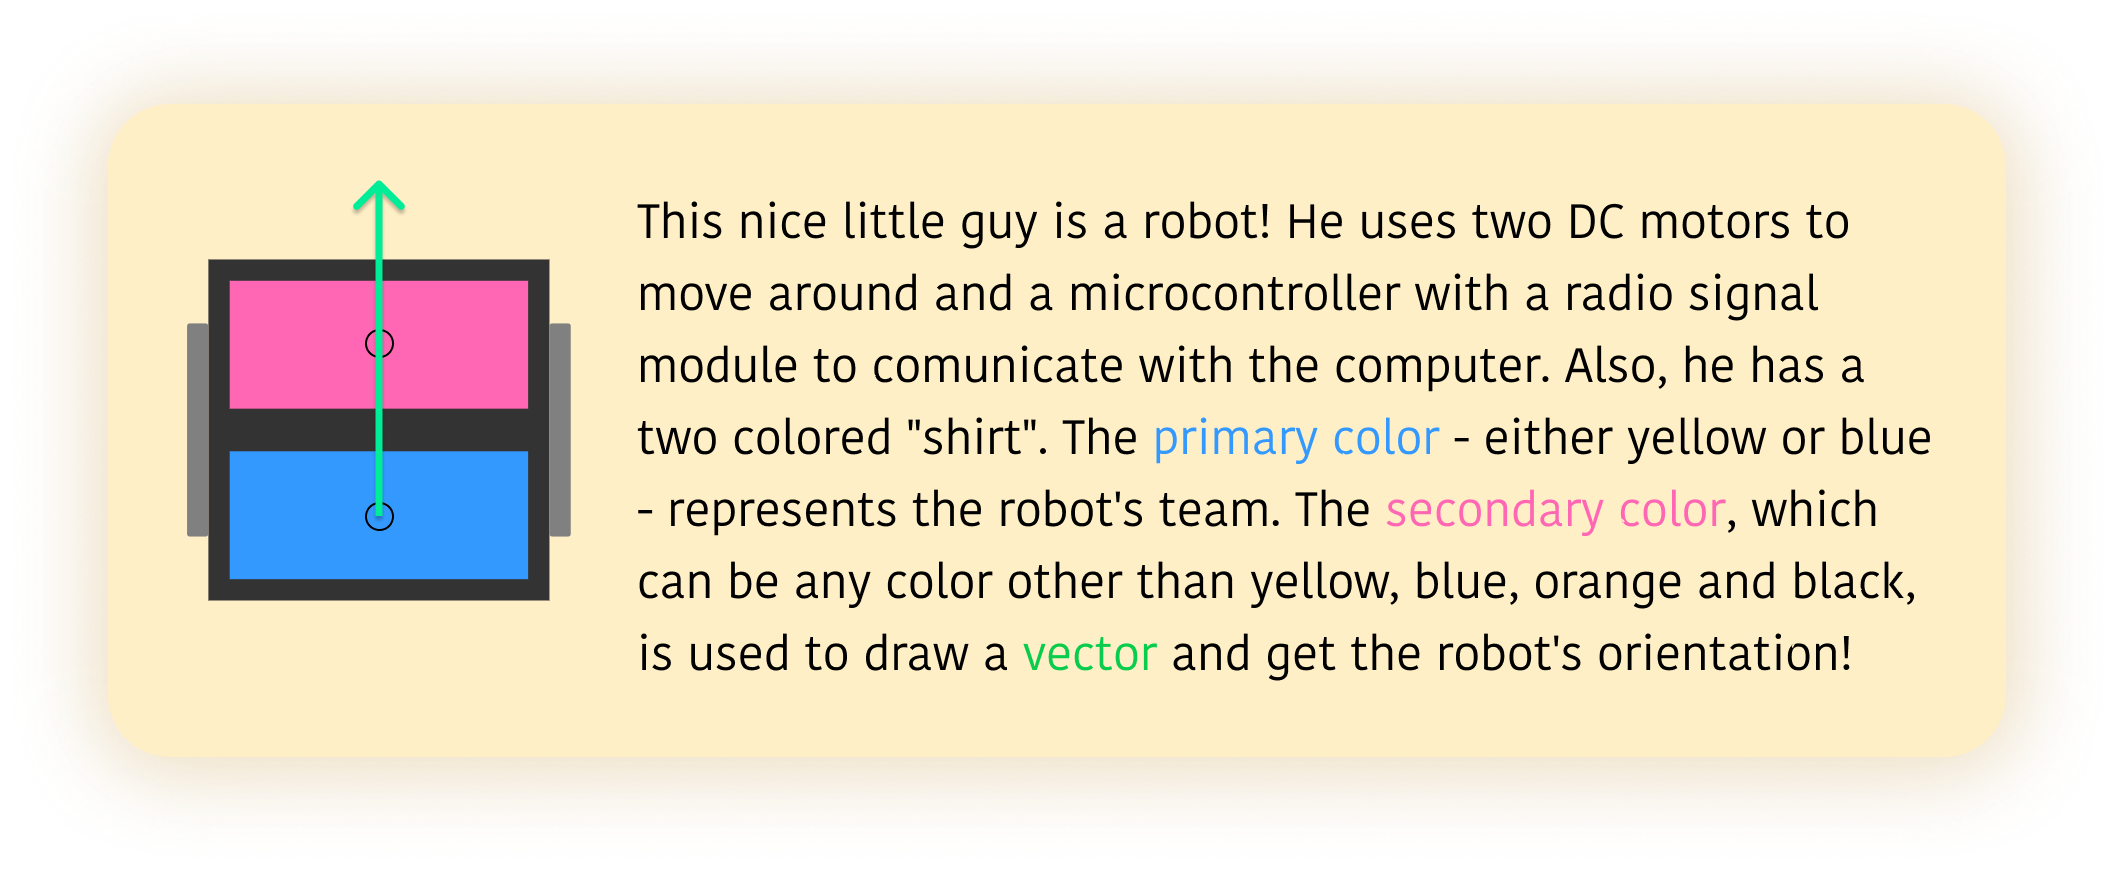 This nice little guy is a robot! He uses two DC motors to
move around and a microcontroller with a radio signal
module to comunicate with the computer. Also, he has a
two colored "shirt". The primary color - either yellow or blue
- represents the robot's team. The secondary color, which
can be any color other than yellow, blue, orange and black,
is used to draw a vector and get the robot's orientation!